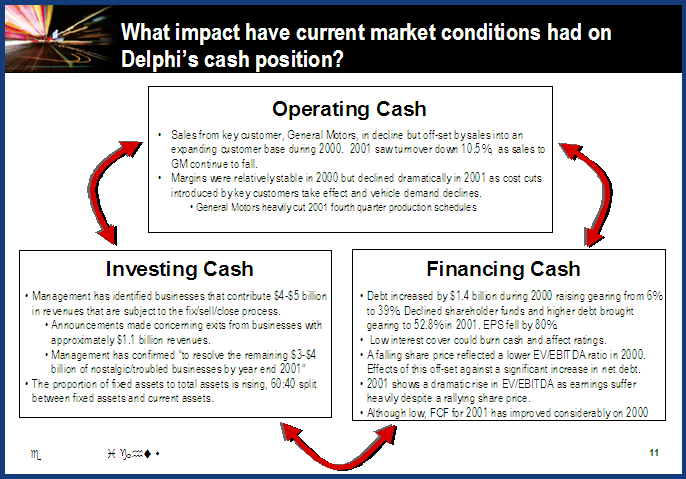 What impact have current market conditions had on
Delphi's cash position?
Operating Cash
• Sales from key customer, General Motors, in decline but off-set by sales into an
expanding customer base during 2000. 2001 saw turnover down 10.5%, as sales to
GM continue to fall.
• Margins were relatively stable in 2000 but declined dramatically in 2001 as cost cuts
introduced by key customers take effect and vehicle demand declines.
• General Motors heavily cut 2001 fourth quarter production schedules
Investing Cash
• Management has identified businesses that contribute $4-$5 billion
in revenues that are subject to the fix/sell/close process.
• Announcements made concerning exits from businesses with
approximately $1.1 billion revenues.
• Management has confirmed "to resolve the remaining $3-$4
billion of nostalgic/troubled businesses by year end 2001"
• The proportion of fixed assets to total assets is rising, 60:40 split
between fixed assets and current assets.
Financing Cash
• Debt increased by $1.4 billion during 2000 raising gearing from 6%
to 39%. Declined shareholder funds and higher debt brought
gearing to 52.8% in 2001. EPS fell by 80%.
• Low interest cover could burn cash and affect ratings.
• A falling share price reflected a lower EV/EBITDA ratio in 2000.
Effects of this off-set against a significant increase in net debt.
• 2001 shows a dramatic rise in EV/EBITDA as earnings suffer
heavily despite a rallying share price.
• Although low, FCF for 2001 has improved considerably on 2000
11